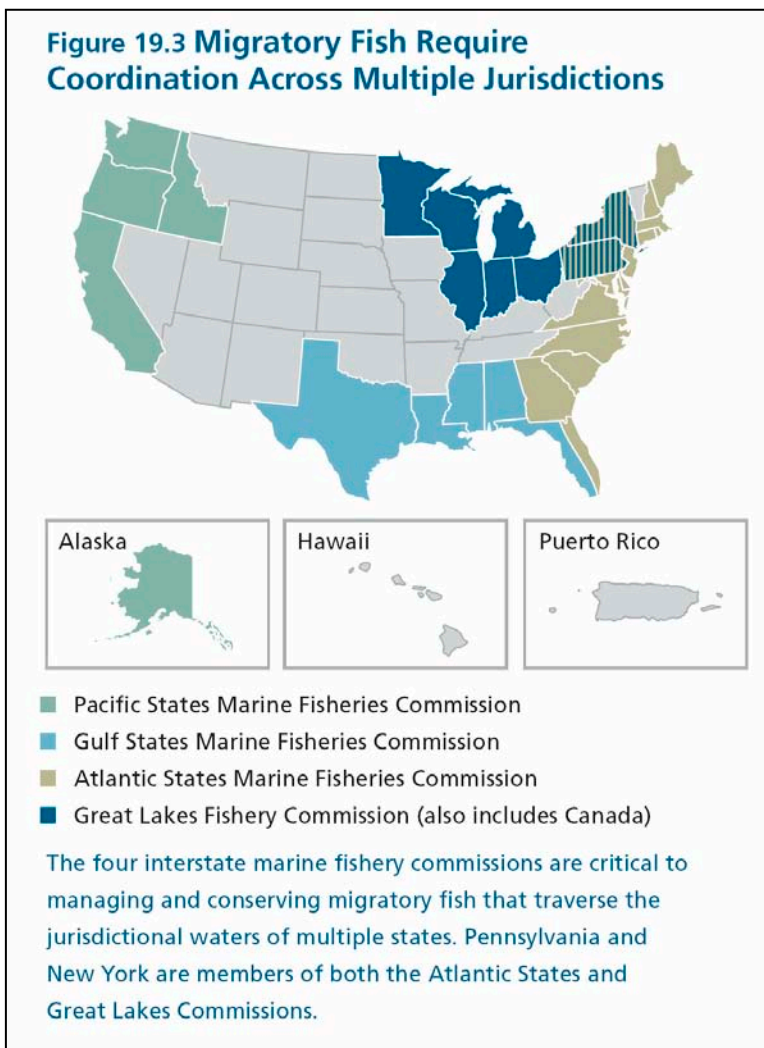 Figure 19.3 Migratory Fish Require
Coordination Across Multiple Jurisdictions
Alaska
Hawaii
Puerto Rico
Pacific States Marine Fisheries Commission
Gulf States Marine Fisheries Commission
Atlantic States Marine Fisheries Commission
Great Lakes Fishery Commission (also includes Canada)
The four interstate marine fishery commissions are critical to
managing and conserving migratory fish that traverse the
jurisdictional waters of multiple states. Pennsylvania and
New York are members of both the Atlantic States and
Great Lakes Commissions.